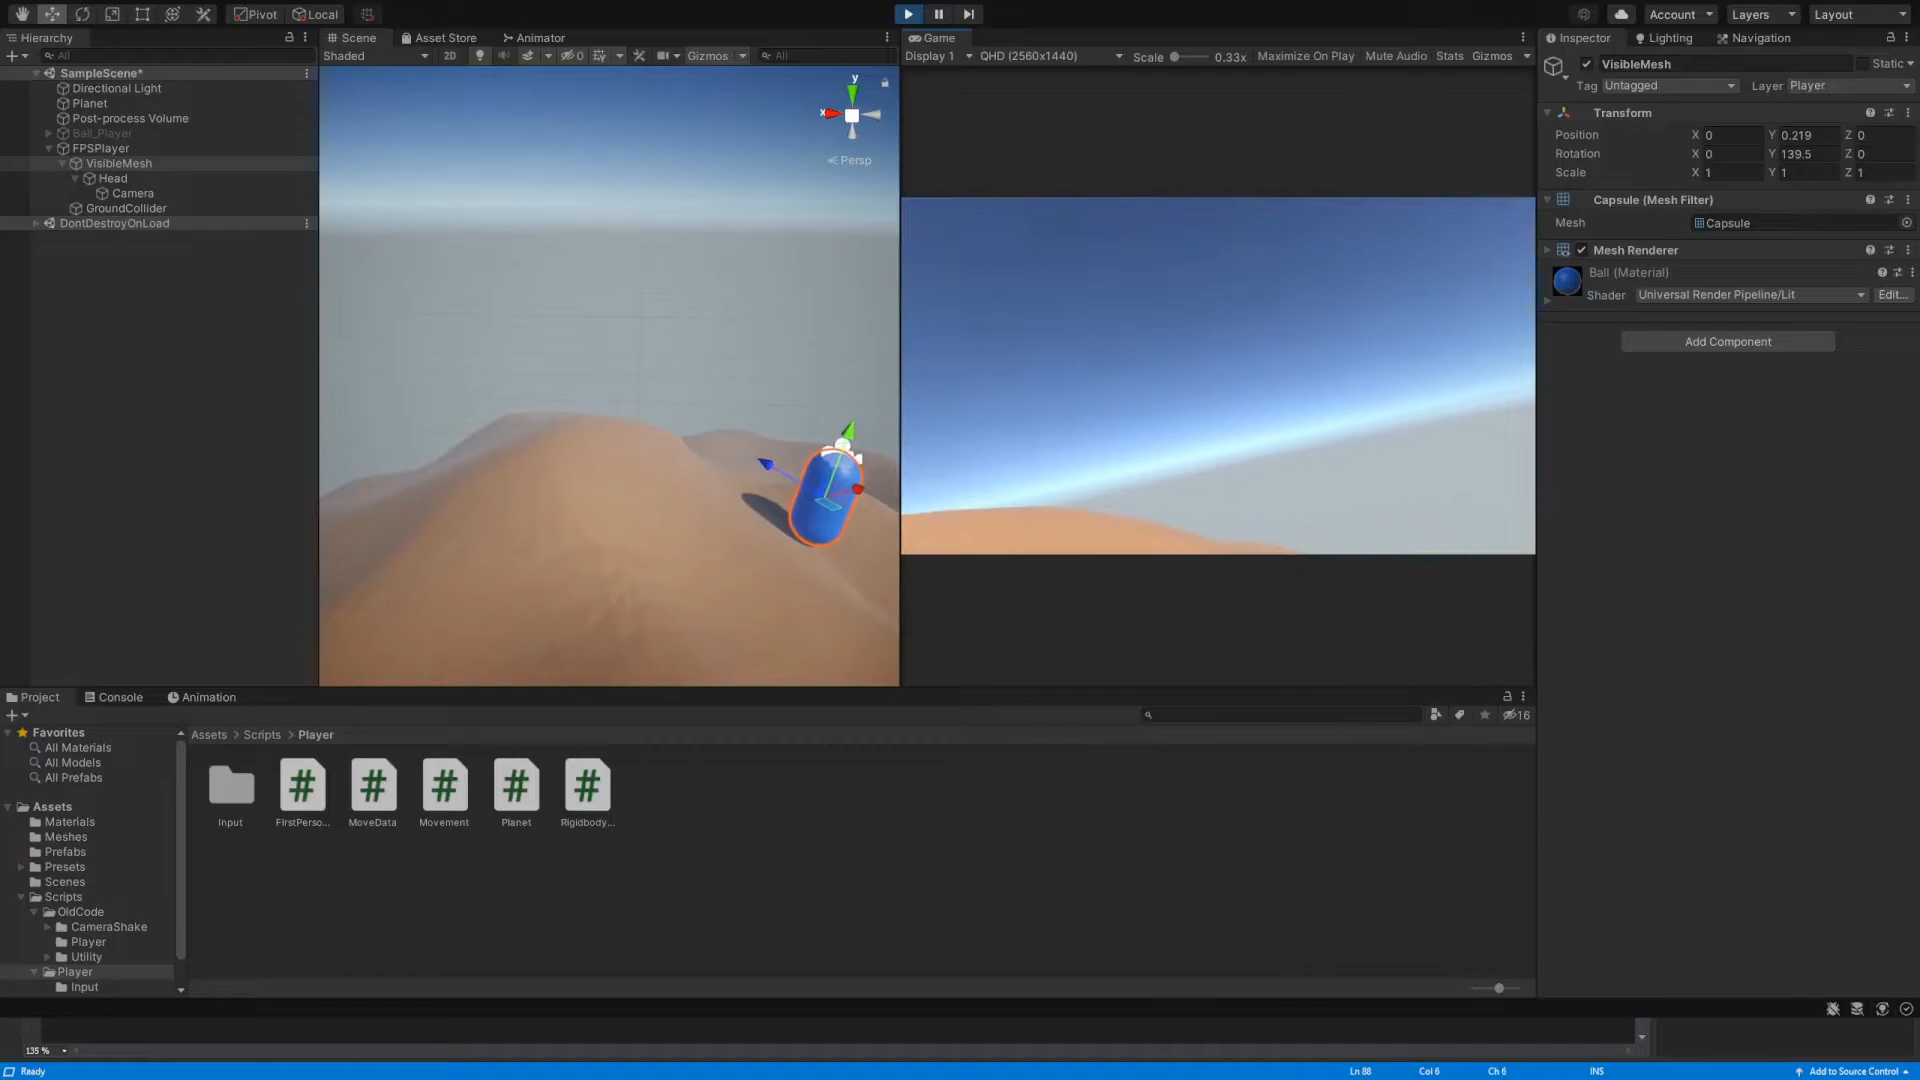 Pivot Local Account Layers Layout
Hierarchy Scene Asset Store Animator Game Inspector Lighting Navigation
All Shaded 2D 0 Gizmos All Display 1 QHD (2560x1440) Scale 0.33x Maximize On Play Mute Audio Stats Gizmos
VisibleMesh Static
Tag Untagged Layer Player
SampleScene*
Directional Light
Planet
Post-process Volume
Ball_Player
FPSPlayer
VisibleMesh
Head
Camera
GroundCollider
DontDestroyOnLoad
y
x
Persp
Transform
Position X 0 Y 0.219 Z 0
Rotation X 0 Y 139.5 Z 0
Scale X 1 Y 1 Z 1
Capsule (Mesh Filter)
Mesh Capsule
Mesh Renderer
Ball (Material)
Shader Universal Render Pipeline/Lit Edit...
Add Component
Project Console Animation
16
Favorites
All Materials
All Models
All Prefabs
Assets
Materials
Meshes
Prefabs
Presets
Scenes
Scripts
OldCode
CameraShake
Player
Utility
Player
Input
Assets > Scripts > Player
Input FirstPerso... MoveData Movement Planet Rigidbody...
135 %
Ready Ln 88 Col 6 Ch 6 INS Add to Source Control